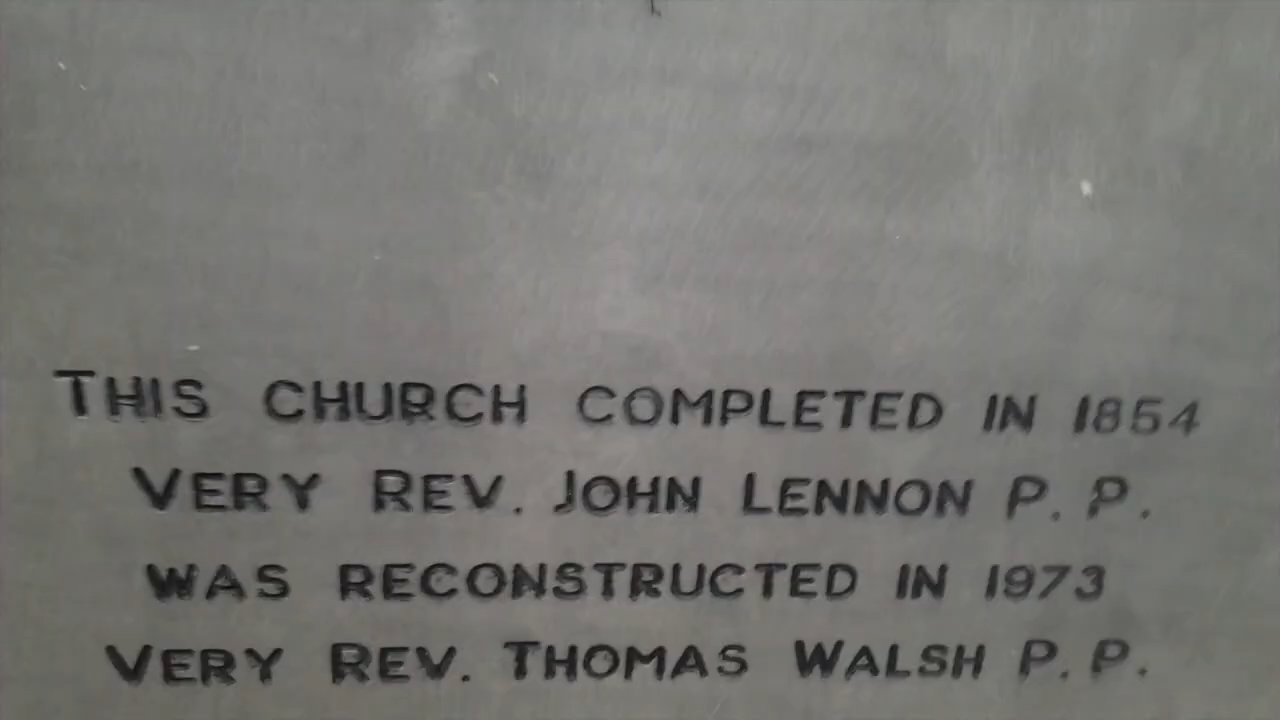 THIS CHURCH COMPLETED IN 1854
VERY REV. JOHN LENNON P. P.
WAS RECONSTRUCTED IN 1973
VERY REV. THOMAS WALSH P. P.